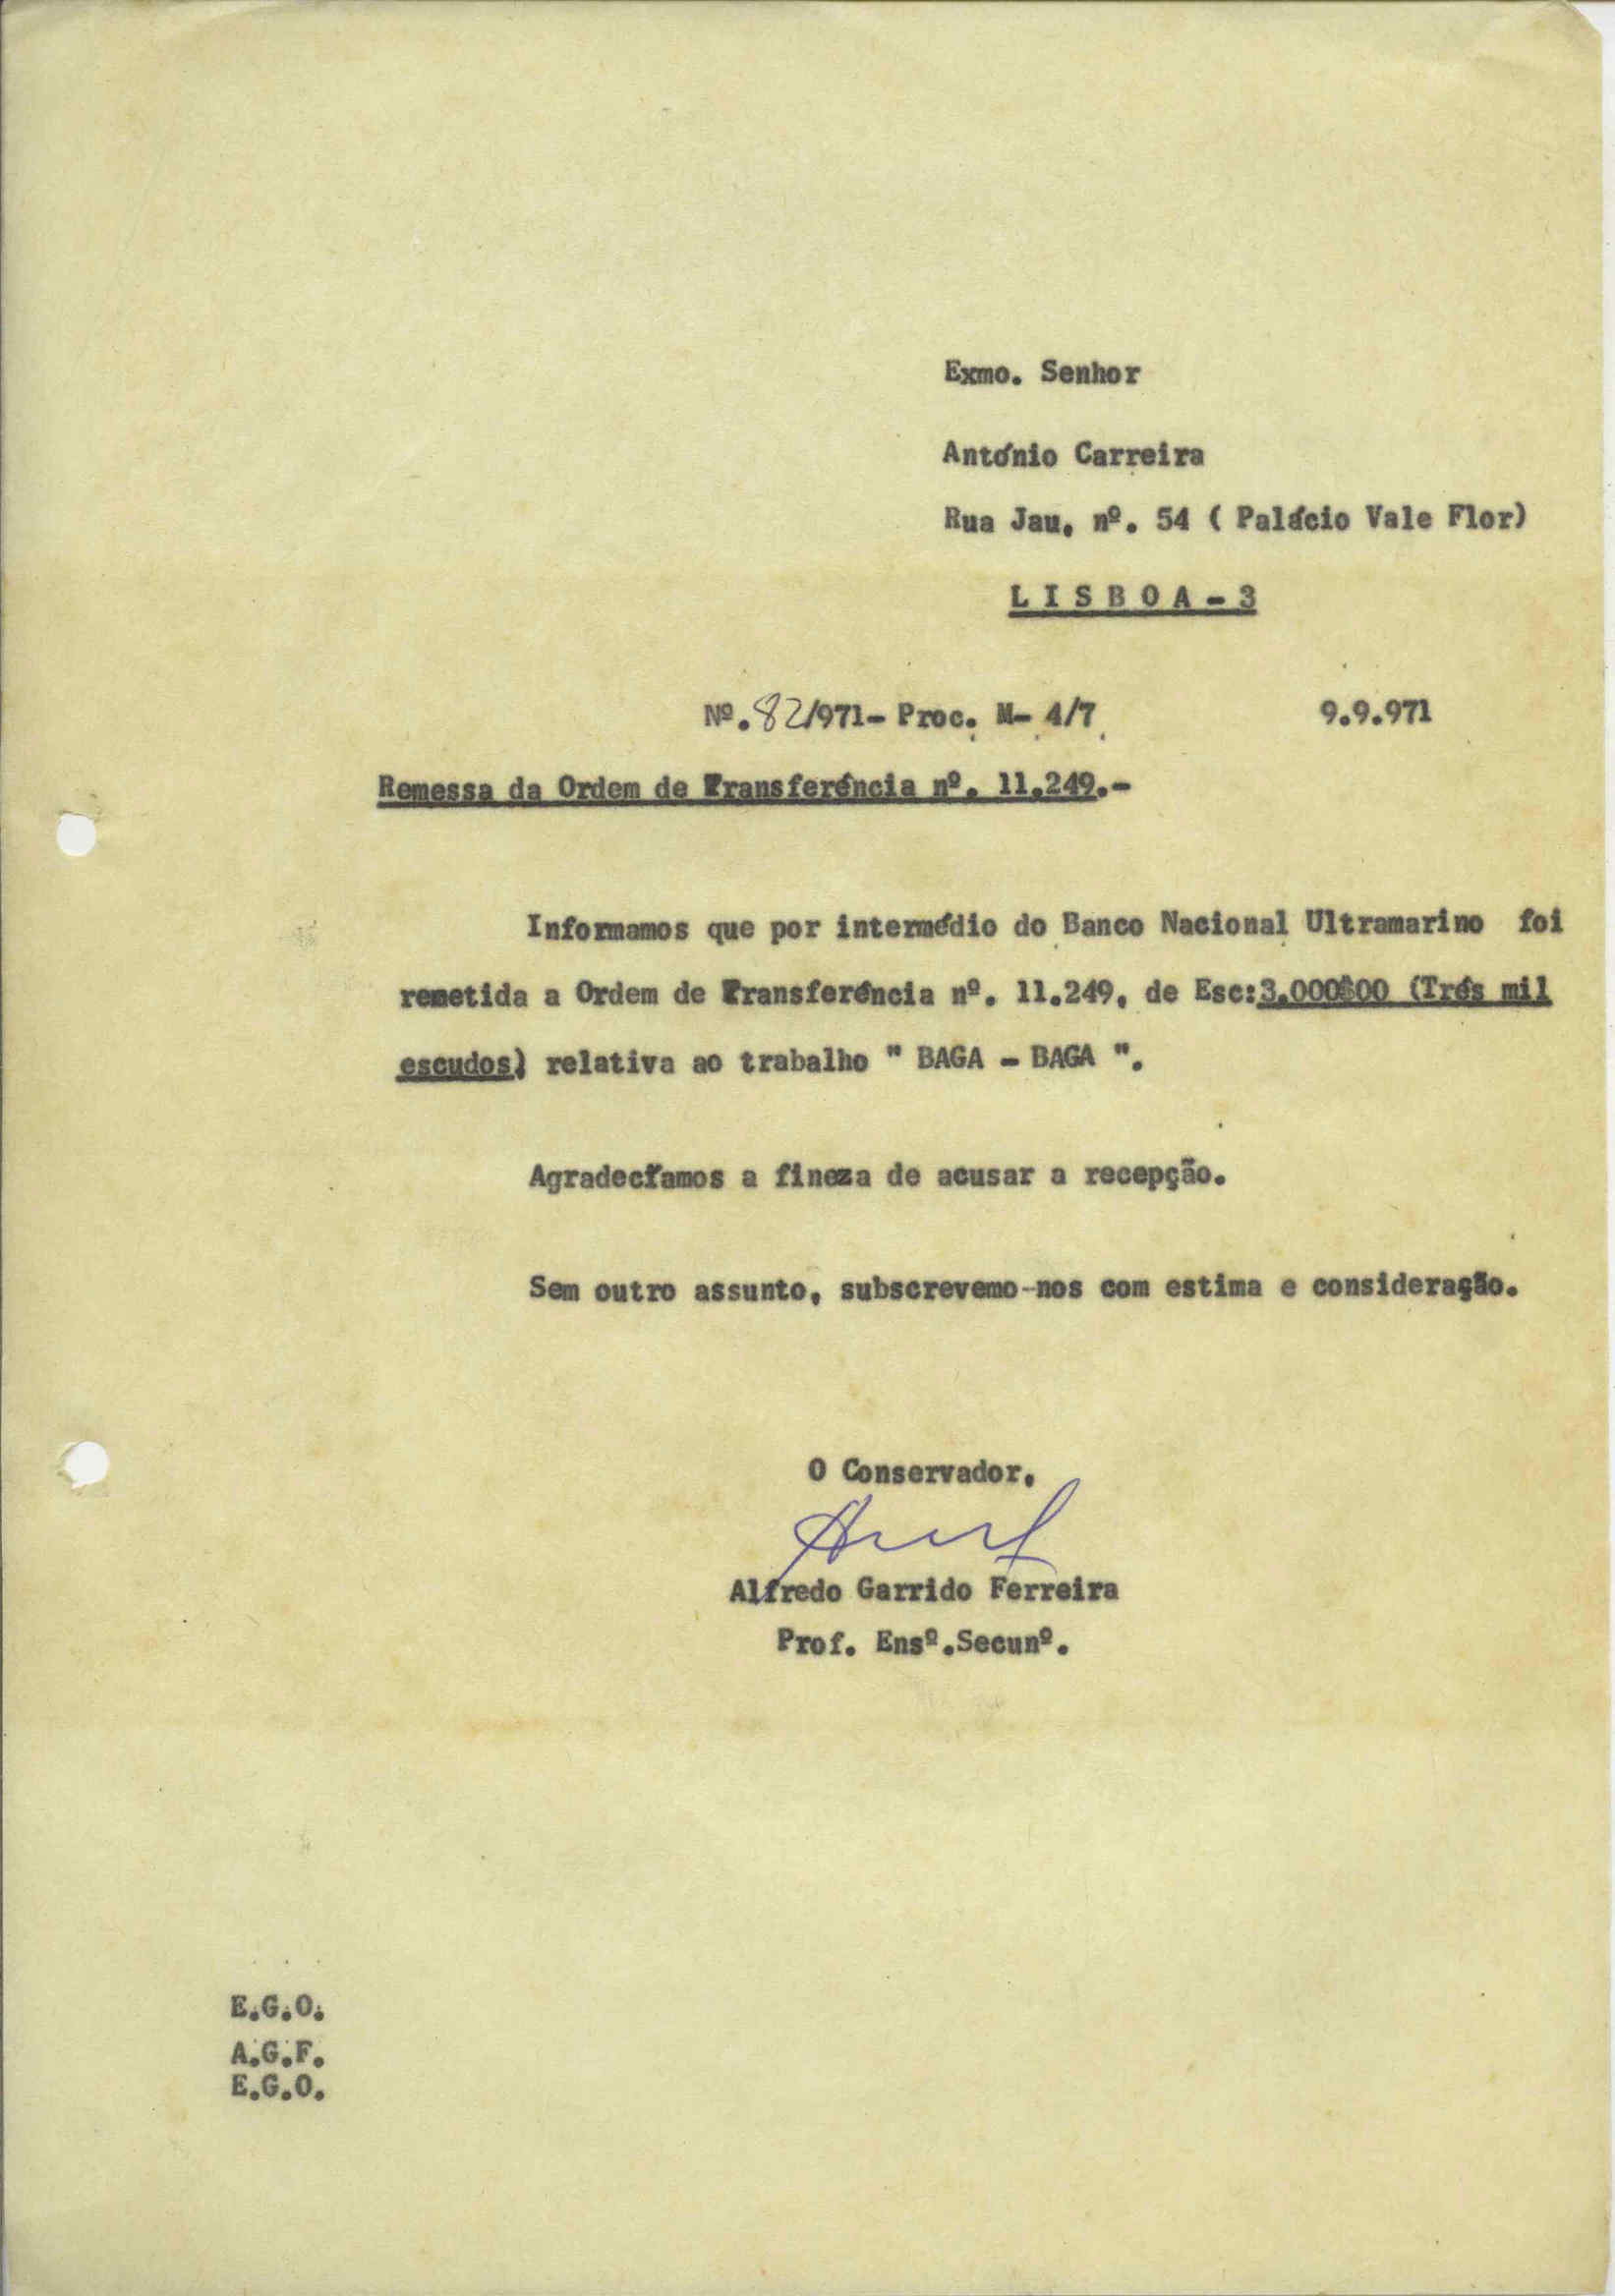 Exmo. Senhor
António Carreira
Rua Jau, nº. 54 ( Palácio Vale Flor)
L I S B O A - 3
Nº.82/971- Proc. M- 4/7
9.9.971
Remessa da Ordem de Transferéncia nº. 11.249.-
Informamos que por intermédio do Banco Nacional Ultramarino foi
remetida a Ordem de Transferéncia nº. 11.249, de Esc:3.000$00 (Trés mil
escudos) relativa ao trabalho " BAGA - BAGA ".
Agradecíamos a fineza de acusar a recepção.
Sem outro assunto, subscrevemo-nos com estima e consideração.
O Conservador,
Alfredo Garrido Ferreira
Prof. Ensº.Secunº.
E.G.O.
A.G.F.
E.G.O.